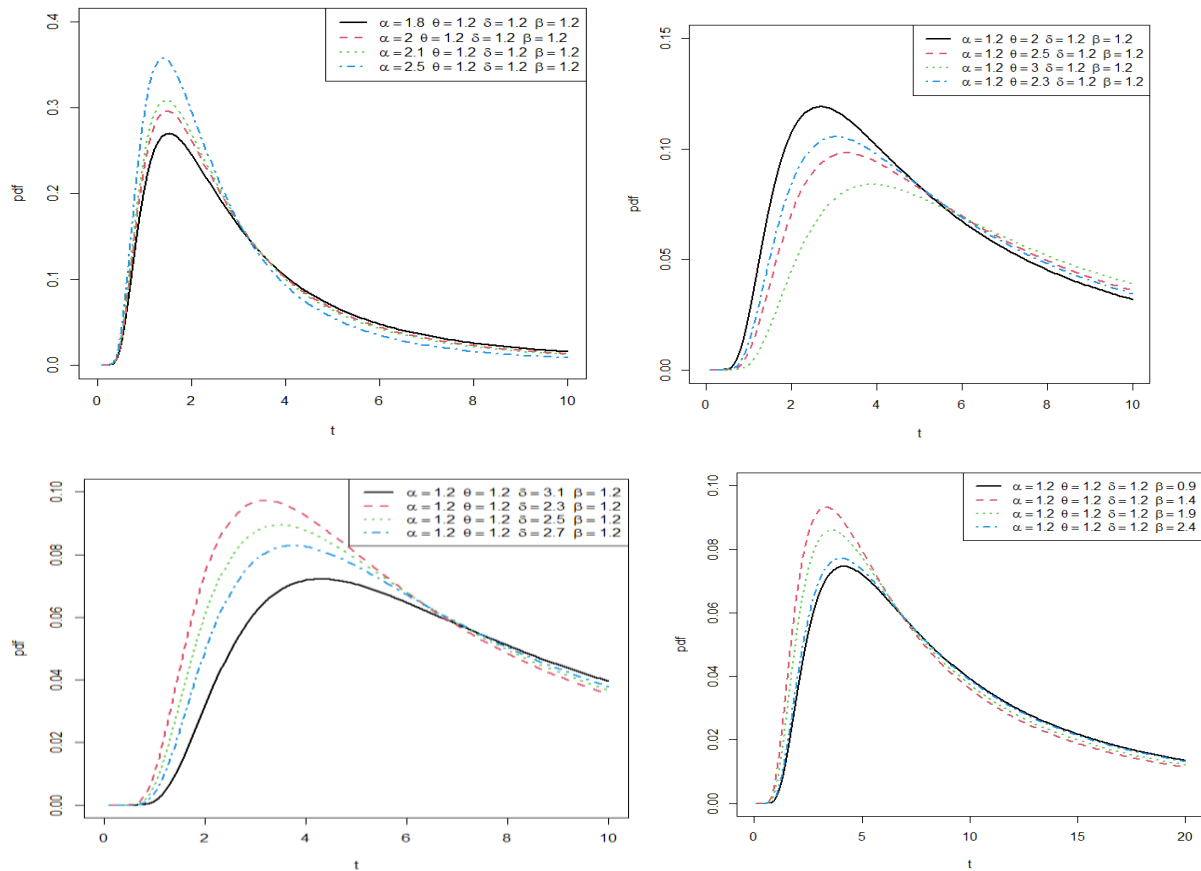 α = 1.8 θ = 1.2 δ = 1.2 β = 1.2
α = 2 θ = 1.2 δ = 1.2 β = 1.2
α = 2.1 θ = 1.2 δ = 1.2 β = 1.2
α = 2.5 θ = 1.2 δ = 1.2 β = 1.2
pdf
0.4
0.3
0.2
0.1
0.0
0 2 4 6 8 10
t
α = 1.2 θ = 2 δ = 1.2 β = 1.2
α = 1.2 θ = 2.5 δ = 1.2 β = 1.2
α = 1.2 θ = 3 δ = 1.2 β = 1.2
α = 1.2 θ = 2.3 δ = 1.2 β = 1.2
pdf
0.15
0.10
0.05
0.00
0 2 4 6 8 10
t
α = 1.2 θ = 1.2 δ = 3.1 β = 1.2
α = 1.2 θ = 1.2 δ = 2.3 β = 1.2
α = 1.2 θ = 1.2 δ = 2.5 β = 1.2
α = 1.2 θ = 1.2 δ = 2.7 β = 1.2
pdf
0.10
0.08
0.06
0.04
0.02
0.00
0 2 4 6 8 10
t
α = 1.2 θ = 1.2 δ = 1.2 β = 0.9
α = 1.2 θ = 1.2 δ = 1.2 β = 1.4
α = 1.2 θ = 1.2 δ = 1.2 β = 1.9
α = 1.2 θ = 1.2 δ = 1.2 β = 2.4
pdf
0.10
0.08
0.06
0.04
0.02
0.00
0 5 10 15 20
t